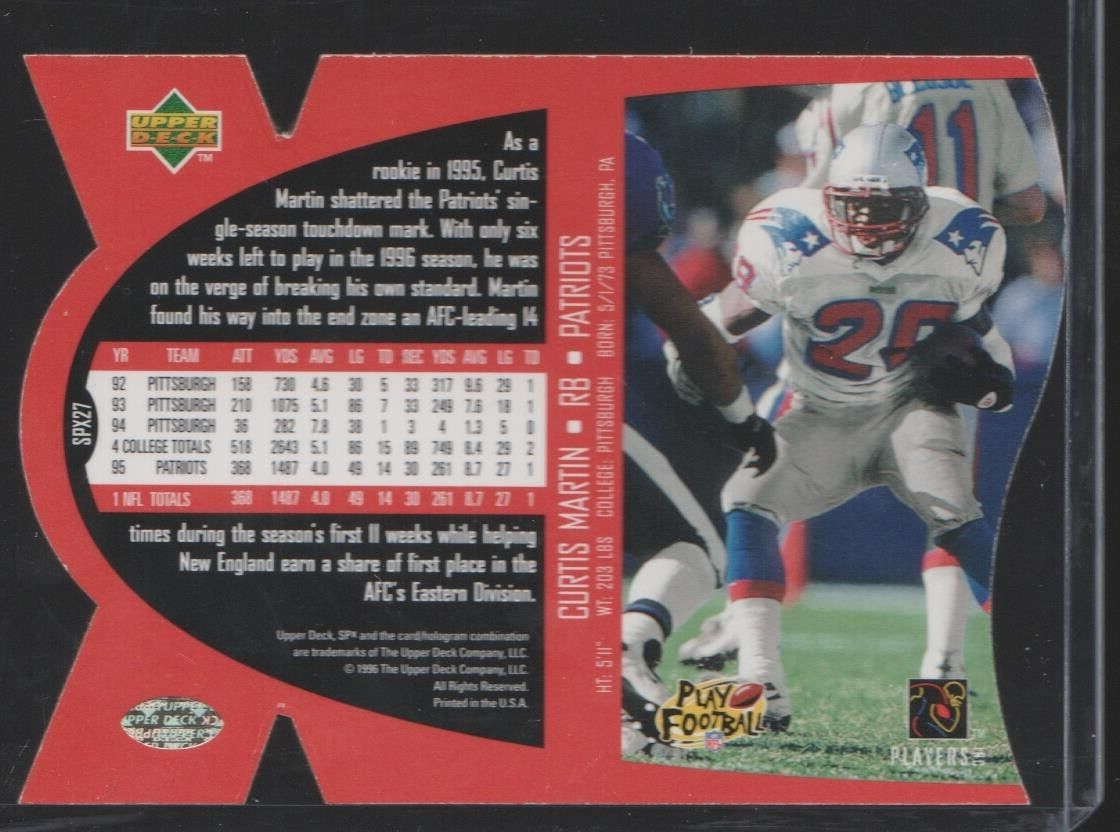 UPPER
D·E·C·K
TM
As a
rookie in 1995, Curtis
Martin shattered the Patriots' sin-
gle-season touchdown mark. With only six
weeks left to play in the 1996 season, he was
on the verge of breaking his own standard. Martin
found his way into the end zone an AFC-leading 14
YR TEAM ATT YDS AVG LG TD REC YDS AVG LG TD
92 PITTSBURGH 158 730 4.6 30 5 33 317 9.6 29 1
93 PITTSBURGH 210 1075 5.1 86 7 33 249 7.6 18 1
94 PITTSBURGH 36 282 7.8 38 1 3 4 1.3 5 0
4 COLLEGE TOTALS 518 2643 5.1 86 15 89 749 8.4 29 2
95 PATRIOTS 368 1487 4.0 49 14 30 261 8.7 27 1
1 NFL TOTALS 368 1487 4.0 49 14 30 261 8.7 27 1
SPX27
times during the season's first 11 weeks while helping
New England earn a share of first place in the
AFC's Eastern Division.
Upper Deck, SPx and the card/hologram combination
are trademarks of The Upper Deck Company, LLC.
© 1996 The Upper Deck Company, LLC.
All Rights Reserved.
Printed in the U.S.A.
UPPER DECK
CURTIS MARTIN • RB • PATRIOTS
HT: 5'11" WT: 203 LBS COLLEGE: PITTSBURGH BORN: 5/1/73 PITTSBURGH, PA
11
28
PLAY
FOOTBALL
NFL
PLAYERS INC
TM